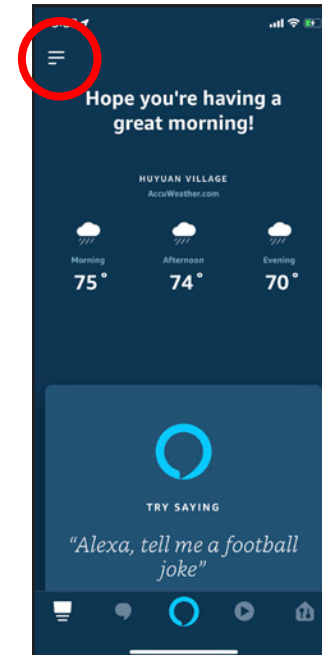 Hope you're having a
great morning!
HUYUAN VILLAGE
AccuWeather.com
Morning
Afternoon
Evening
75°
74°
70°
TRY SAYING
“Alexa, tell me a football
joke”